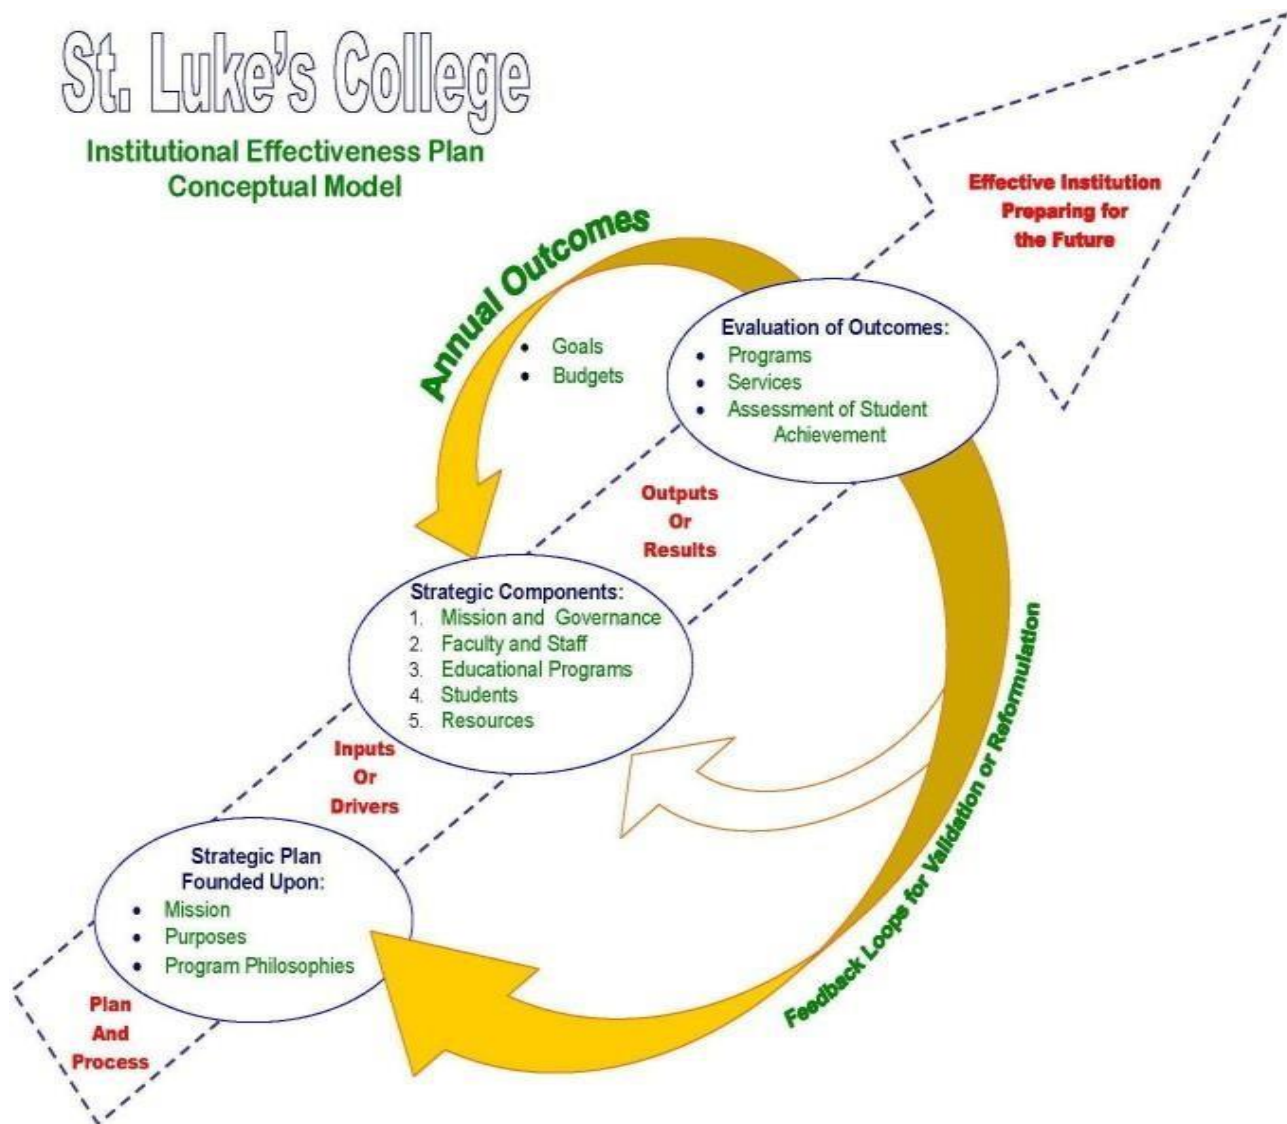 St. Luke's College
Institutional Effectiveness Plan
Conceptual Model
Effective Institution
Preparing for
the Future
Annual Outcomes
• Goals
• Budgets
Evaluation of Outcomes:
• Programs
• Services
• Assessment of Student
Achievement
Outputs
Or
Results
Strategic Components:
1. Mission and Governance
2. Faculty and Staff
3. Educational Programs
4. Students
5. Resources
Feedback Loops for Validation or Reformulation
Inputs
Or
Drivers
Strategic Plan
Founded Upon:
• Mission
• Purposes
• Program Philosophies
Plan
And
Process